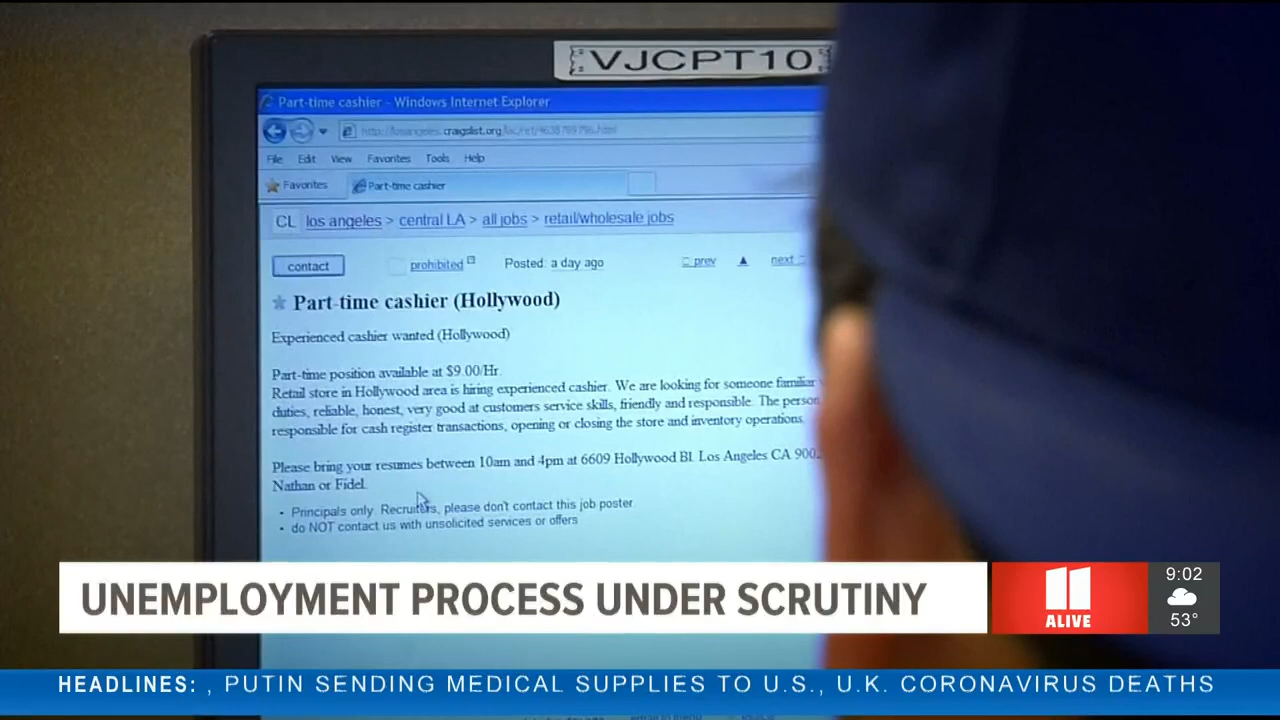 VJCPT10
Part-time cashier - Windows Internet Explorer
http://losangeles.craigslist.org
File Edit View Favorites Tools Help
Favorites Part-time cashier
CL los angeles > central LA > all jobs > retail/wholesale jobs
contact prohibited Posted: a day ago prev ▲ next
Part-time cashier (Hollywood)
Experienced cashier wanted (Hollywood)
Part-time position available at $9.00/Hr.
Retail store in Hollywood area is hiring experienced cashier. We are looking for someone familiar
duties, reliable, honest, very good at customers service skills, friendly and responsible. The person
responsible for cash register transactions, opening or closing the store and inventory operations.
Please bring your resumes between 10am and 4pm at 6609 Hollywood Bl. Los Angeles CA 900
Nathan or Fidel.
• Principals only. Recruiters, please don't contact this job poster
• do NOT contact us with unsolicited services or offers
UNEMPLOYMENT PROCESS UNDER SCRUTINY
11 ALIVE
9:02
53°
HEADLINES: , PUTIN SENDING MEDICAL SUPPLIES TO U.S., U.K. CORONAVIRUS DEATHS